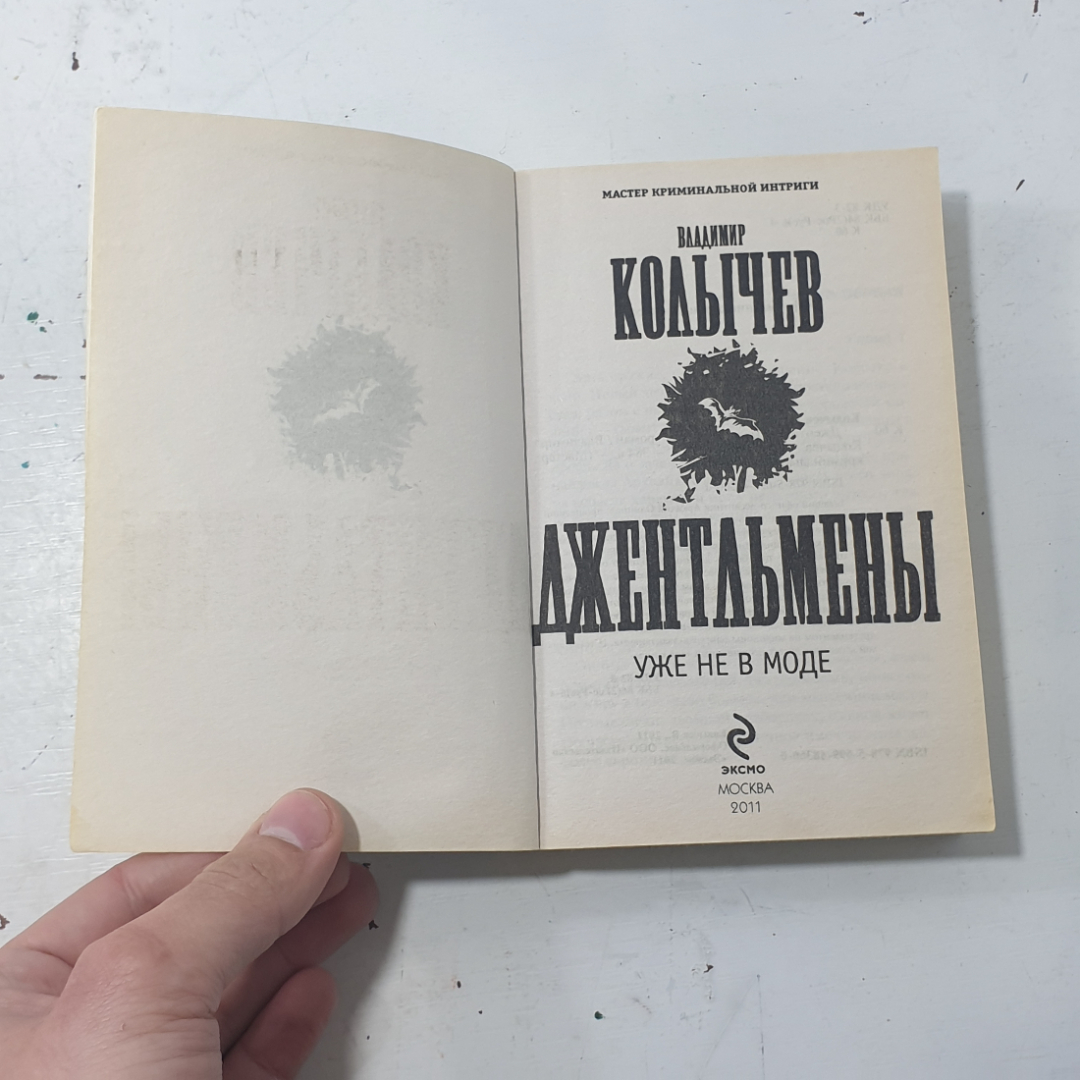 МАСТЕР КРИМИНАЛЬНОЙ ИНТРИГИ
ВЛАДИМИР
КОЛЫЧЕВ
ДЖЕНТЛЬМЕНЫ
УЖЕ НЕ В МОДЕ
ЭКСМО
МОСКВА
2011